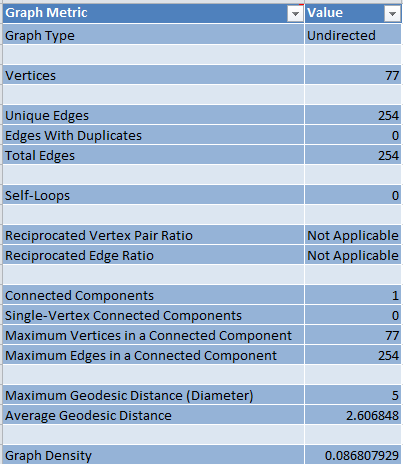 Graph Metric Value
Graph Type Undirected
Vertices 77
Unique Edges 254
Edges With Duplicates 0
Total Edges 254
Self-Loops 0
Reciprocated Vertex Pair Ratio Not Applicable
Reciprocated Edge Ratio Not Applicable
Connected Components 1
Single-Vertex Connected Components 0
Maximum Vertices in a Connected Component 77
Maximum Edges in a Connected Component 254
Maximum Geodesic Distance (Diameter) 5
Average Geodesic Distance 2.606848
Graph Density 0.086807929